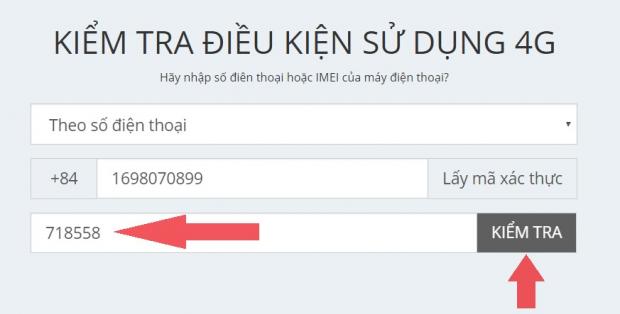 KIỂM TRA ĐIỀU KIỆN SỬ DỤNG 4G
Hãy nhập số điên thoại hoặc IMEI của máy điện thoại?
Theo số điện thoại
+84 1698070899 Lấy mã xác thực
718558 KIỂM TRA